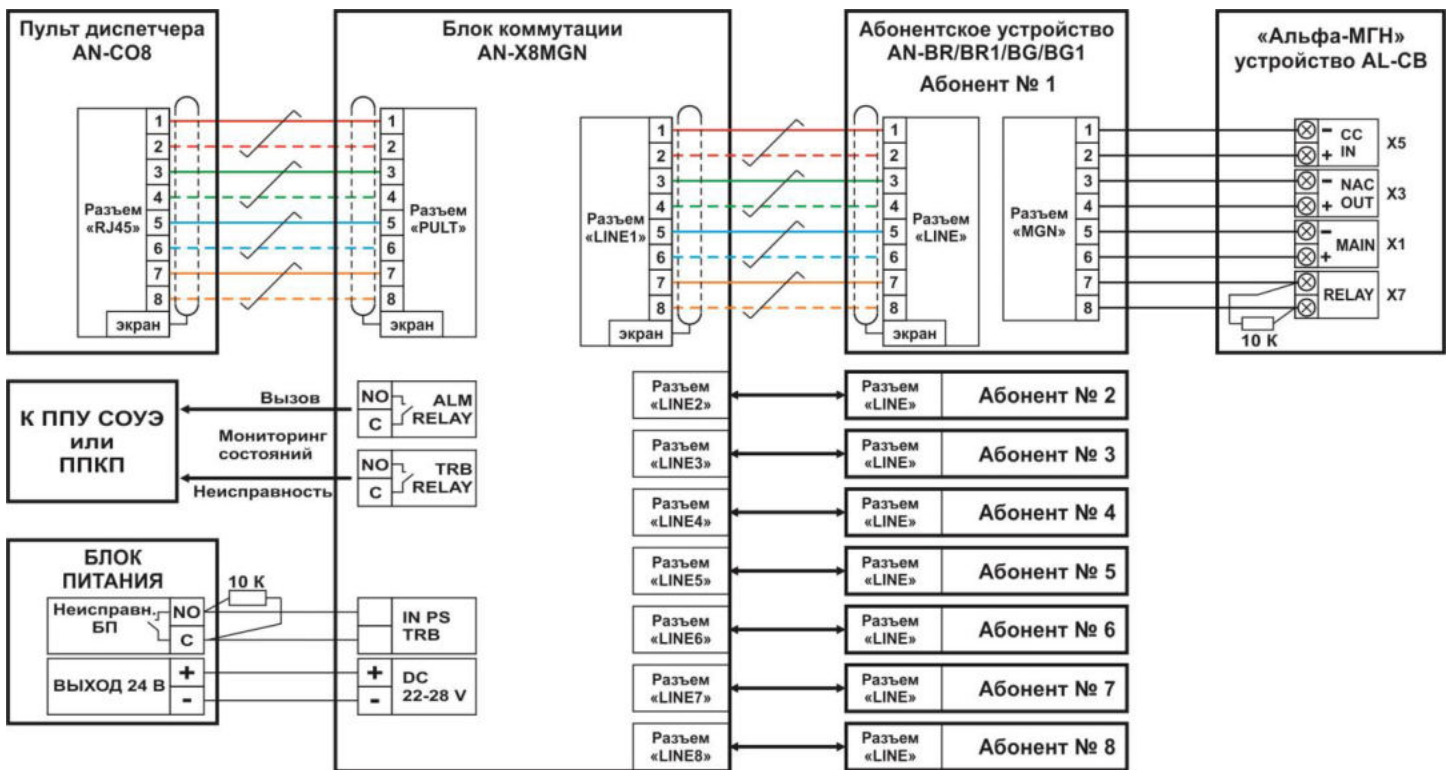 Пульт диспетчера
AN-CO8
1
2
3
4
5
6
7
8
Разъем
«RJ45»
экран
Блок коммутации
AN-X8MGN
1
2
3
4
5
6
7
8
Разъем
«PULT»
экран
Разъем
«LINE1»
1
2
3
4
5
6
7
8
экран
Абонентское устройство
AN-BR/BR1/BG/BG1
Абонент № 1
1
2
3
4
5
6
7
8
Разъем
«LINE»
экран
Разъем
«MGN»
1
2
3
4
5
6
7
8
«Альфа-МГН»
устройство AL-CB
- CC
+ IN
X5
- NAC
+ OUT
X3
-
+
MAIN
X1
RELAY
X7
10 К
К ППУ СОУЭ
или
ППКП
Вызов
Мониторинг
состояний
Неисправность
NO
C
ALM
RELAY
NO
C
TRB
RELAY
БЛОК
ПИТАНИЯ
10 К
Неисправн.
БП
NO
C
IN PS
TRB
ВЫХОД 24 В
+
-
+
-
DC
22-28 V
Разъем
«LINE2»
Разъем
«LINE»
Абонент № 2
Разъем
«LINE3»
Разъем
«LINE»
Абонент № 3
Разъем
«LINE4»
Разъем
«LINE»
Абонент № 4
Разъем
«LINE5»
Разъем
«LINE»
Абонент № 5
Разъем
«LINE6»
Разъем
«LINE»
Абонент № 6
Разъем
«LINE7»
Разъем
«LINE»
Абонент № 7
Разъем
«LINE8»
Разъем
«LINE»
Абонент № 8